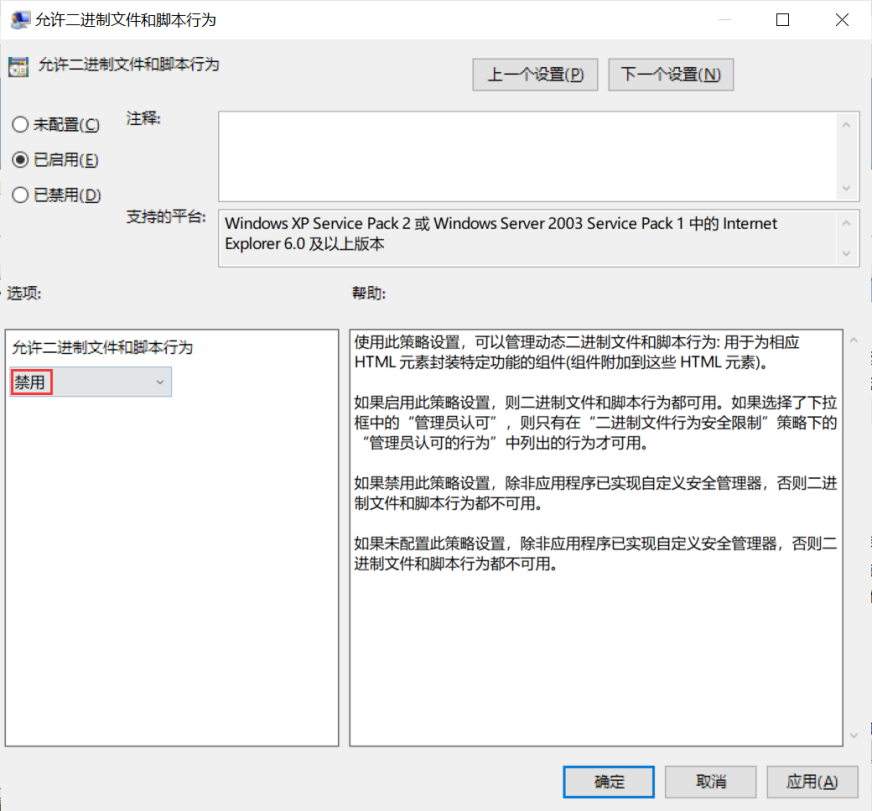 允许二进制文件和脚本行为
允许二进制文件和脚本行为
上一个设置(P)
下一个设置(N)
未配置(C)
已启用(E)
已禁用(D)
注释:
支持的平台:
Windows XP Service Pack 2 或 Windows Server 2003 Service Pack 1 中的 Internet
Explorer 6.0 及以上版本
选项:
帮助:
允许二进制文件和脚本行为
禁用
使用此策略设置，可以管理动态二进制文件和脚本行为: 用于为相应
HTML 元素封装特定功能的组件(组件附加到这些 HTML 元素)。
如果启用此策略设置，则二进制文件和脚本行为都可用。如果选择了下拉
框中的“管理员认可”，则只有在“二进制文件行为安全限制”策略下的
“管理员认可的行为”中列出的行为才可用。
如果禁用此策略设置，除非应用程序已实现自定义安全管理器，否则二进
制文件和脚本行为都不可用。
如果未配置此策略设置，除非应用程序已实现自定义安全管理器，否则二
进制文件和脚本行为都不可用。
确定
取消
应用(A)